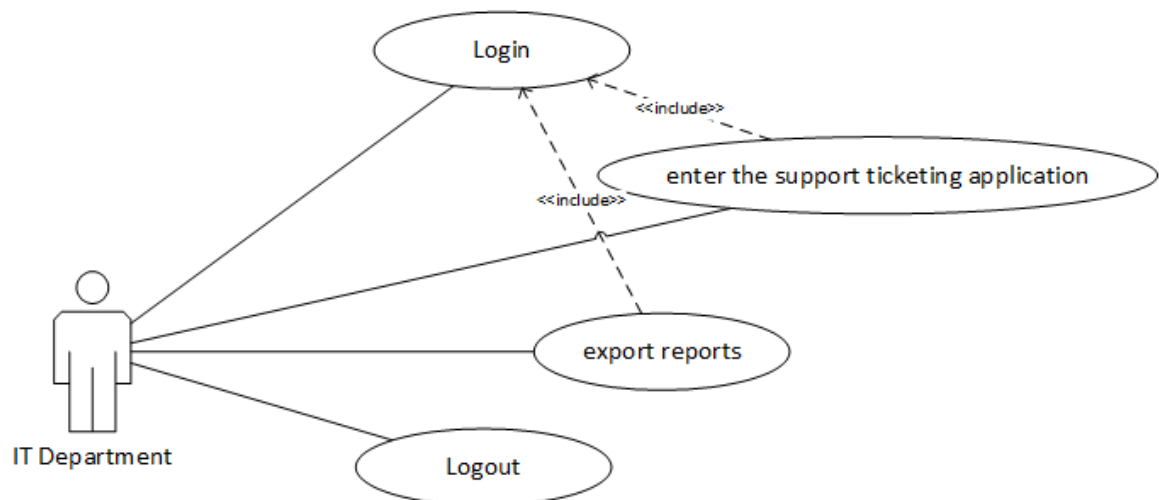 Login
<<include>>
enter the support ticketing application
<<include>>
export reports
IT Department
Logout